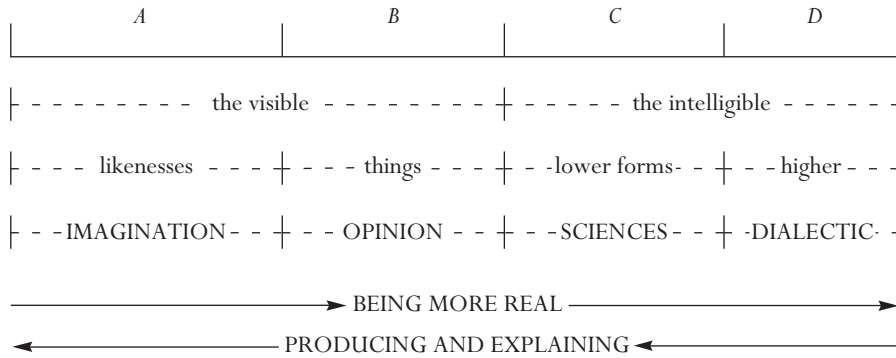 A B C D
the visible the intelligible
likenesses things lower forms higher
IMAGINATION OPINION SCIENCES DIALECTIC
BEING MORE REAL
PRODUCING AND EXPLAINING